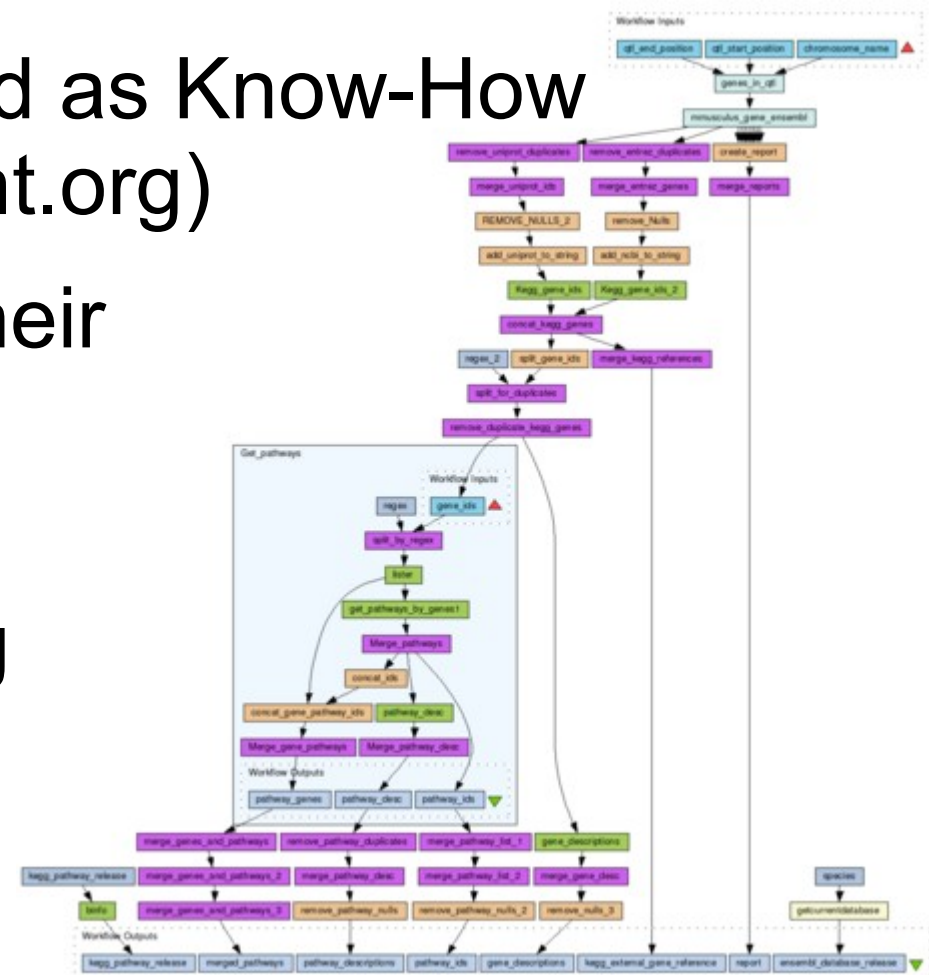 Workflow Inputs
qtl_end_position qtl_start_position chromosome_name
d as Know-How
genes_in_qtl
mmusculus_gene_ensembl
remove_uniprot_duplicates remove_entrez_duplicates create_report
nt.org)
merge_uniprot_ids merge_entrez_genes merge_reports
REMOVE_NULLS_2 remove_Nulls
add_uniprot_to_string add_ncbi_to_string
Kegg_gene_ids Kegg_gene_ids_2
neir
concat_kegg_genes
regex_2 split_gene_ids merge_kegg_references
split_for_duplicates
remove_duplicate_kegg_genes
Get_pathways
Workflow Inputs
regex gene_ids
split_by_regex
lister
get_pathways_by_genes1
g
Merge_pathways
concat_ids
concat_gene_pathway_ids pathway_desc
Merge_gene_pathways Merge_pathway_desc
Workflow Outputs
pathway_genes pathway_desc pathway_ids
merge_genes_and_pathways remove_pathway_duplicates merge_pathway_list_1 gene_descriptions
kegg_pathway_release merge_genes_and_pathways_2 merge_pathway_desc merge_pathway_list_2 merge_gene_desc species
binfo merge_genes_and_pathways_3 remove_pathway_nulls remove_pathway_nulls_2 remove_nulls_3 getcurrentdatabase
Workflow Outputs
kegg_pathway_release merged_pathways pathway_descriptions pathway_ids gene_descriptions kegg_external_gene_reference report ensembl_database_release